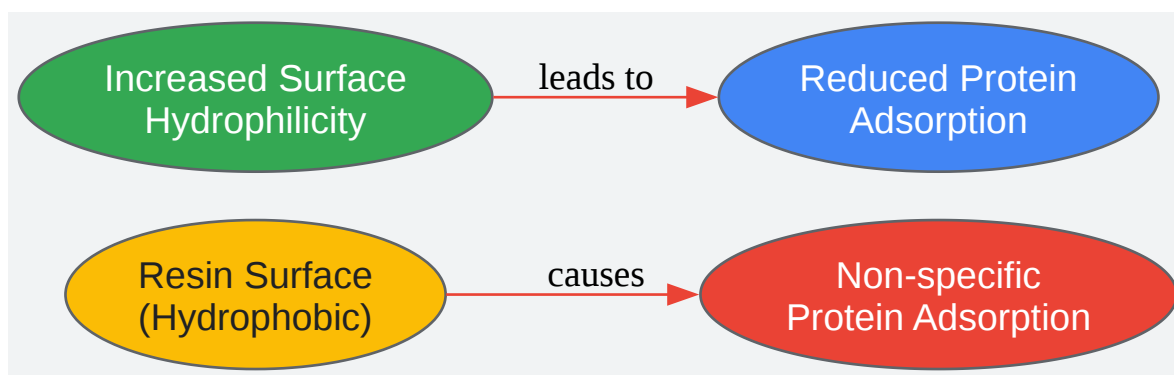 Increased Surface
Hydrophilicity
leads to
Reduced Protein
Adsorption
Resin Surface
(Hydrophobic)
causes
Non-specific
Protein Adsorption